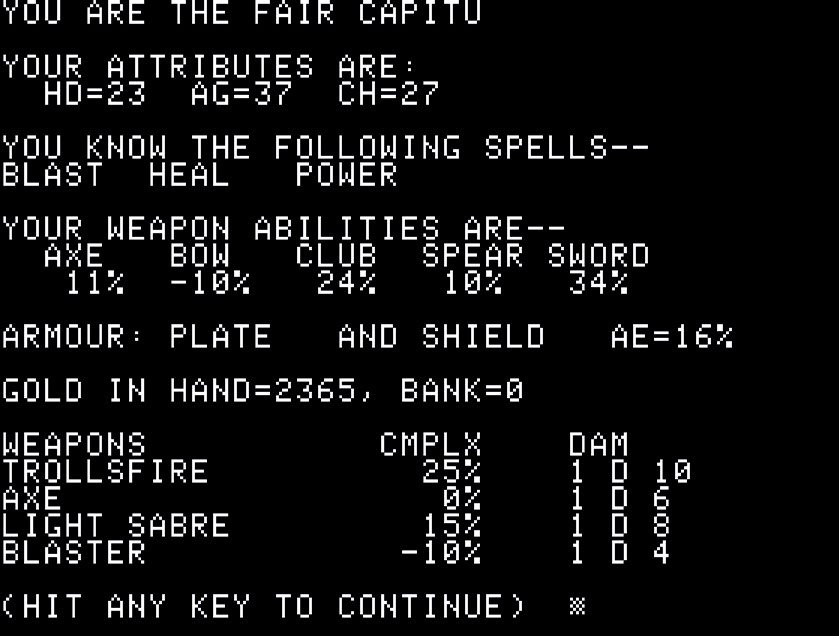 YOU ARE THE FAIR CAPITU
YOUR ATTRIBUTES ARE:
HD=23 AG=37 CH=27
YOU KNOW THE FOLLOWING SPELLS--
BLAST HEAL POWER
YOUR WEAPON ABILITIES ARE--
AXE BOW CLUB SPEAR SWORD
11% -10% 24% 10% 34%
ARMOUR: PLATE AND SHIELD AE=16%
GOLD IN HAND=2365, BANK=0
WEAPONS CMPLX DAM
TROLLSFIRE 25% 1 D 10
AXE 0% 1 D 6
LIGHT SABRE 15% 1 D 8
BLASTER -10% 1 D 4
(HIT ANY KEY TO CONTINUE)